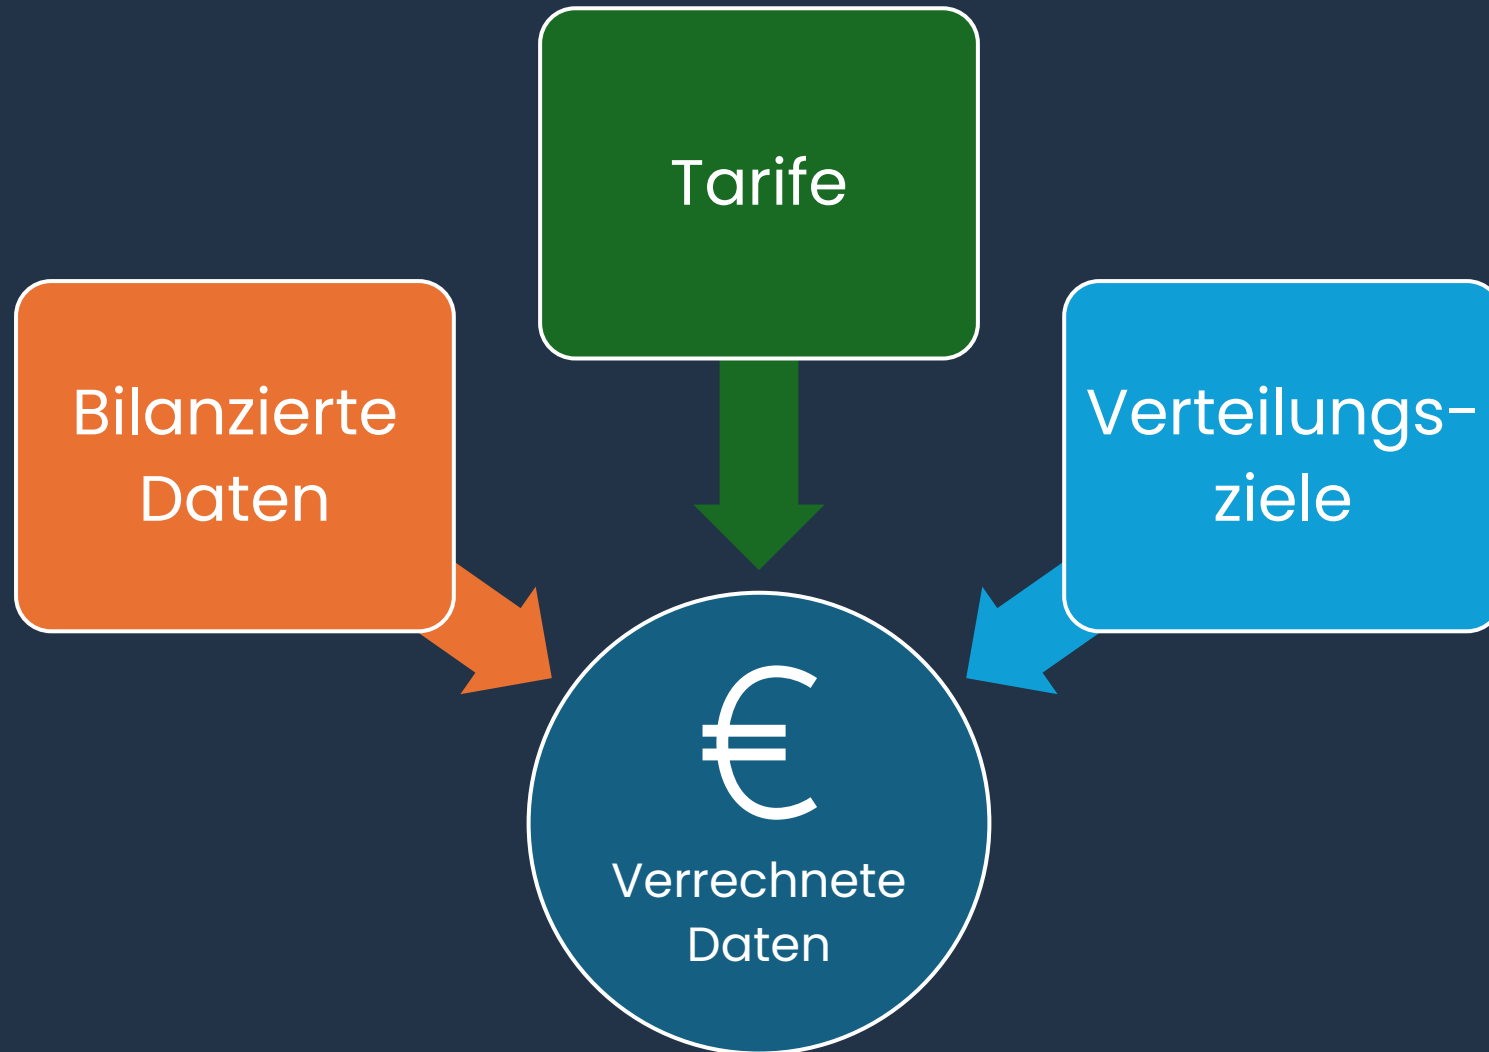 Tarife
Bilanzierte
Daten
Verteilungs-
ziele
€
Verrechnete
Daten